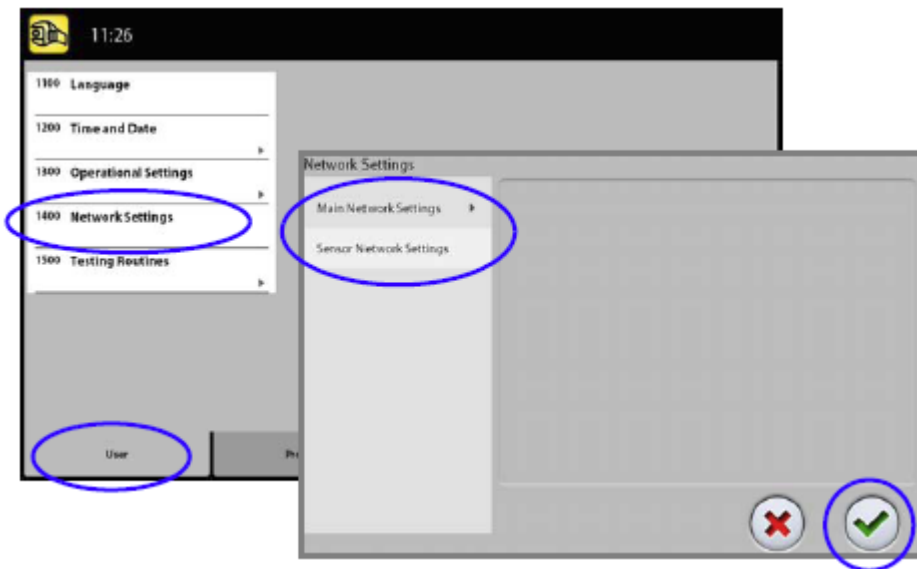 11:26
1100 Language
1200 Time and Date
1300 Operational Settings
1400 Network Settings
1500 Testing Routines
User
Network Settings
Main Network Settings
Sensor Network Settings